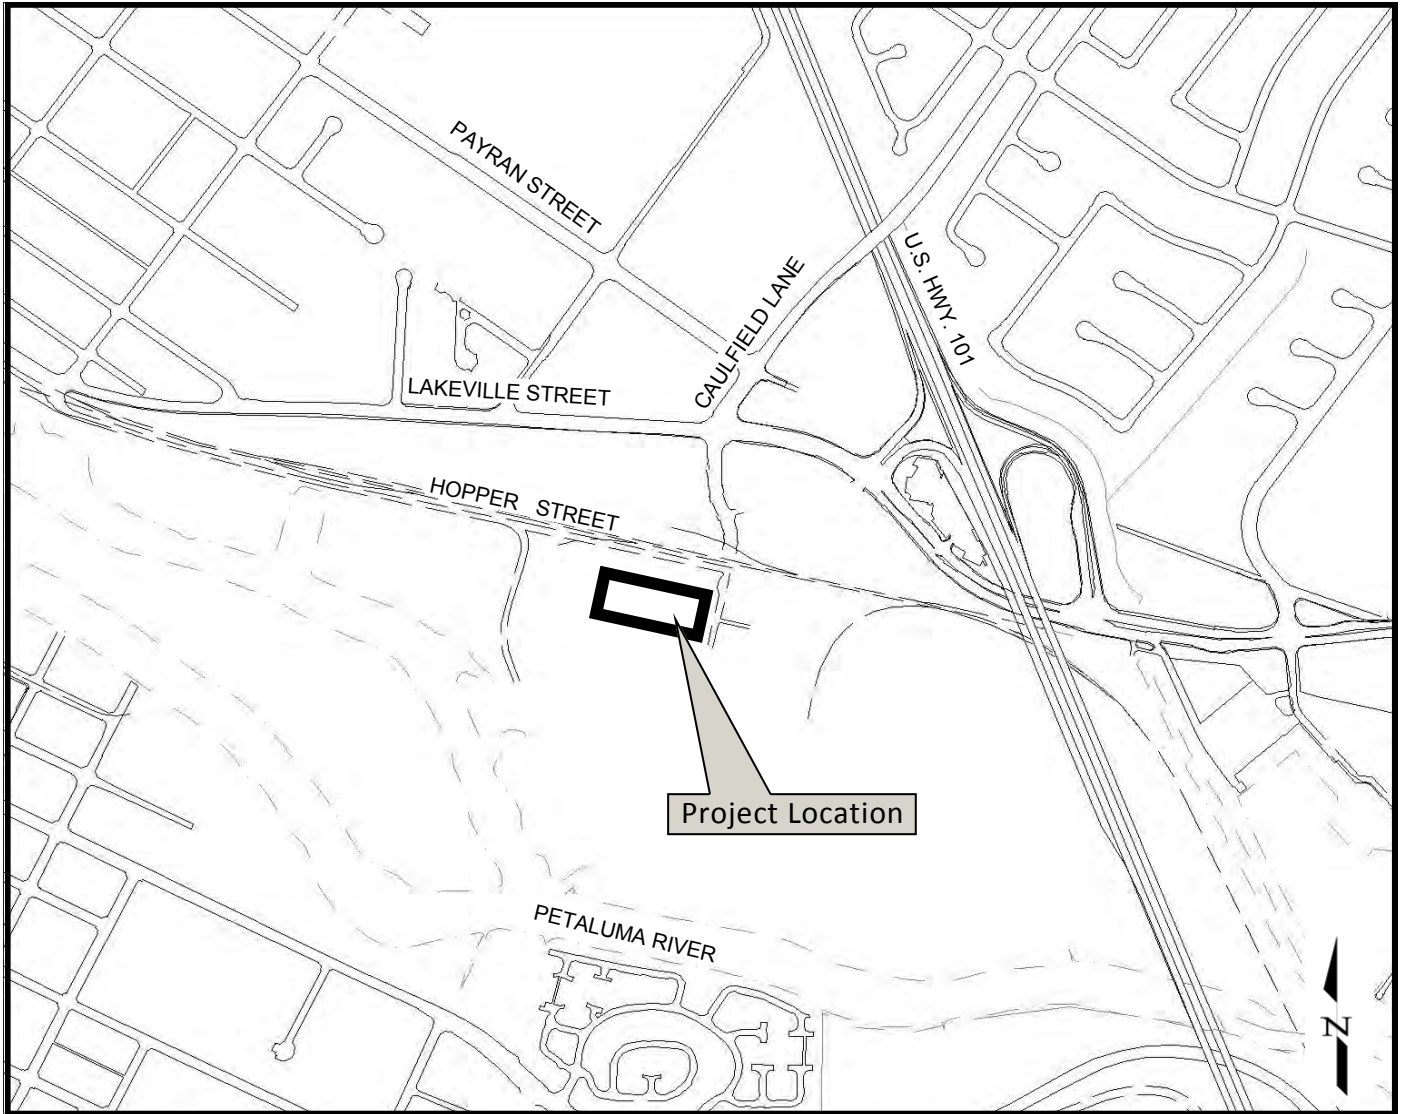 PAYRAN STREET
CAULFIELD LANE
U.S. HWY. 101
LAKEVILLE STREET
HOPPER STREET
Project Location
PETALUMA RIVER
N